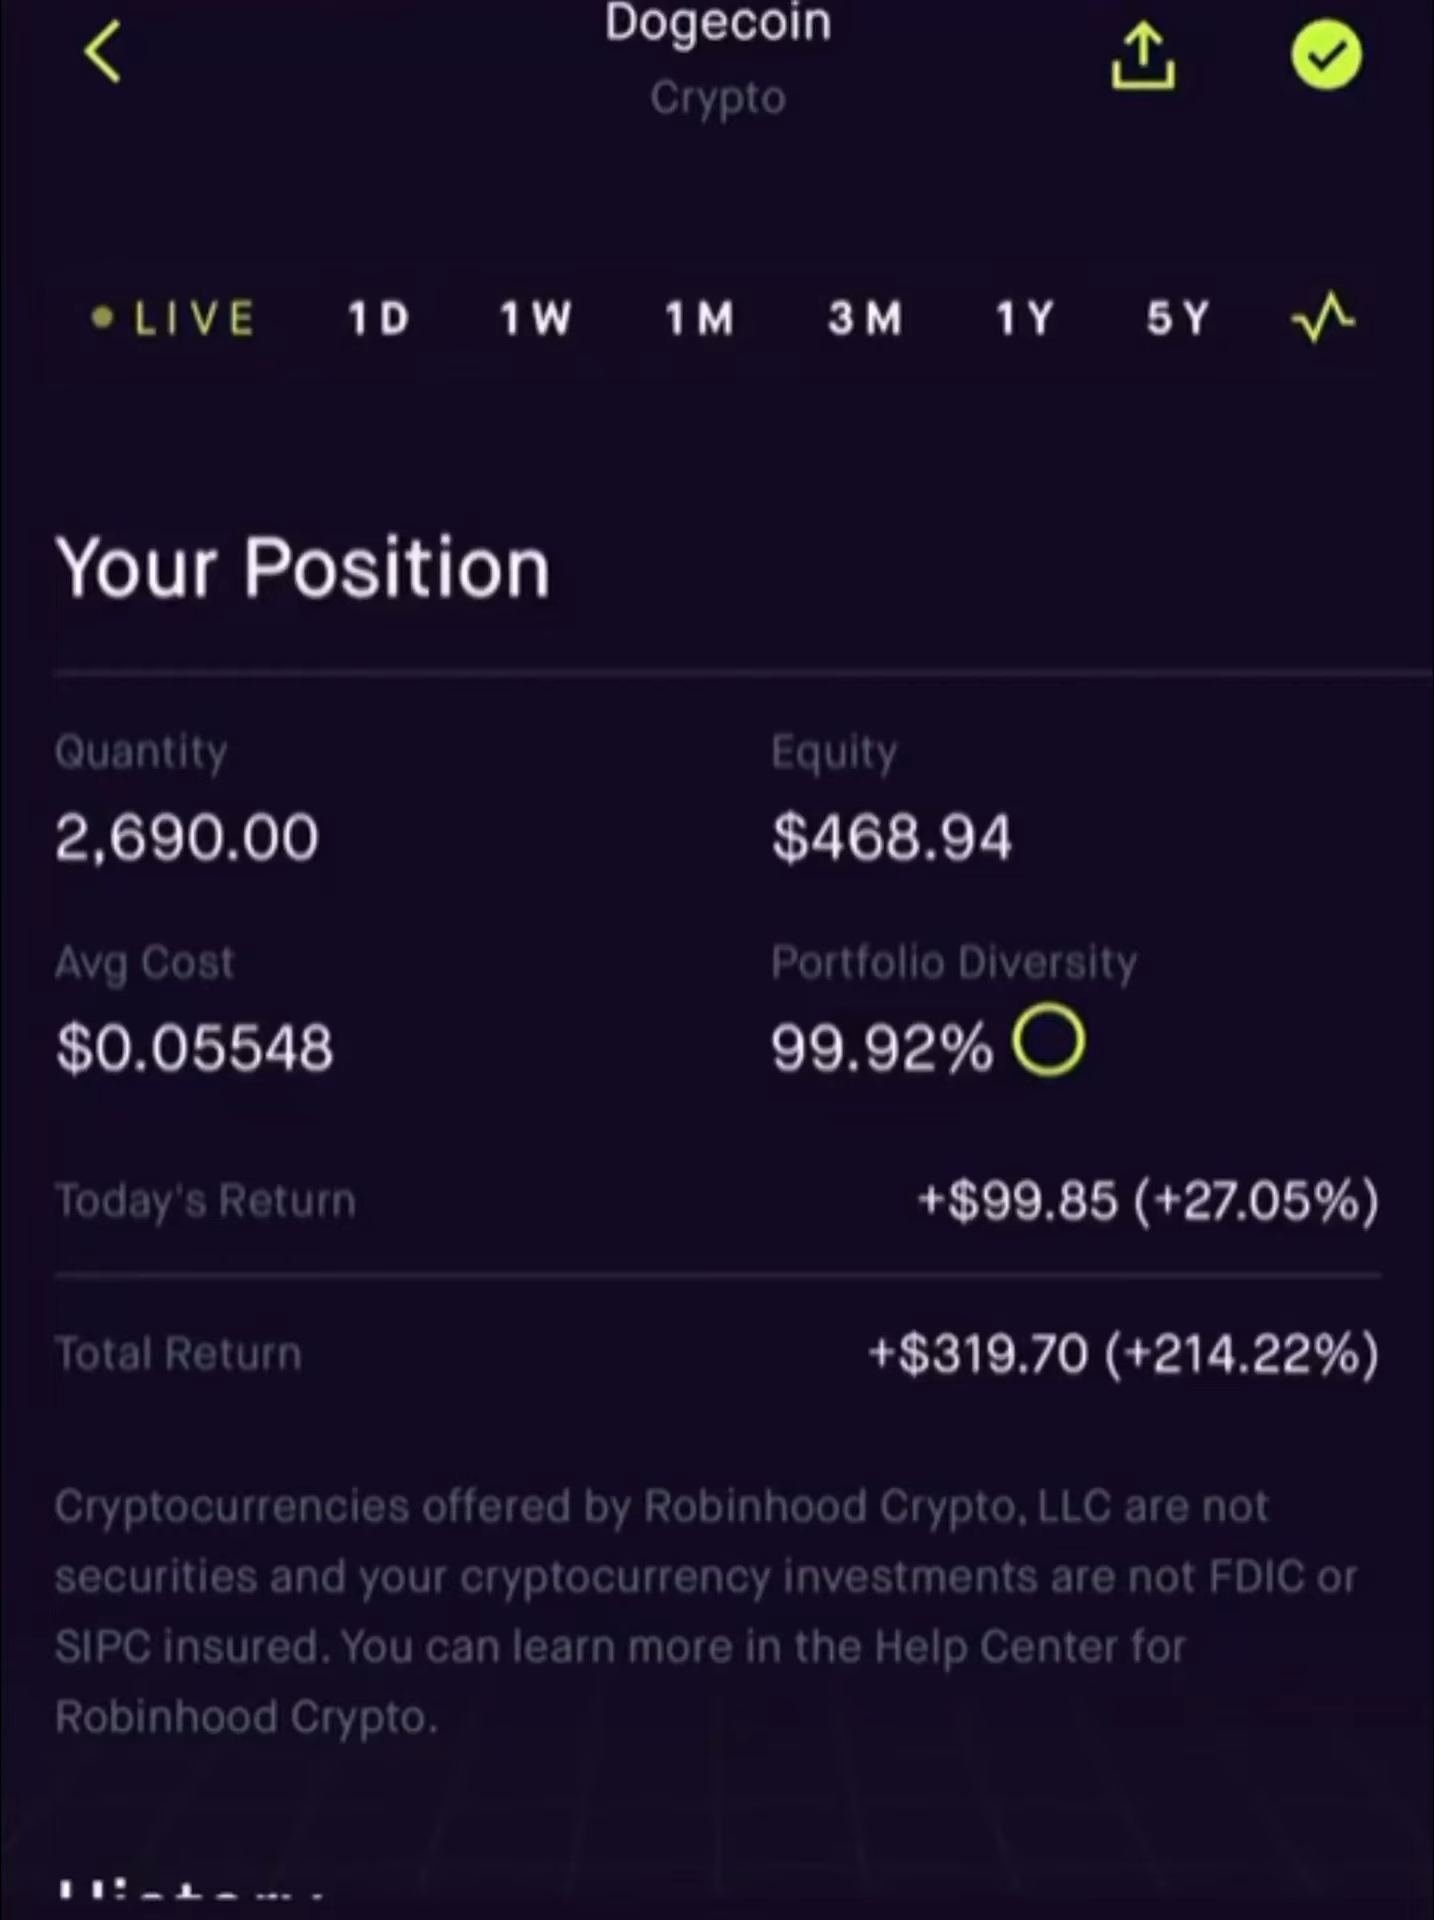 Dogecoin
Crypto
LIVE 1D 1W 1M 3M 1Y 5Y
Your Position
Quantity
2,690.00
Equity
$468.94
Avg Cost
$0.05548
Portfolio Diversity
99.92%
Today's Return
+$99.85 (+27.05%)
Total Return
+$319.70 (+214.22%)
Cryptocurrencies offered by Robinhood Crypto, LLC are not
securities and your cryptocurrency investments are not FDIC or
SIPC insured. You can learn more in the Help Center for
Robinhood Crypto.
History